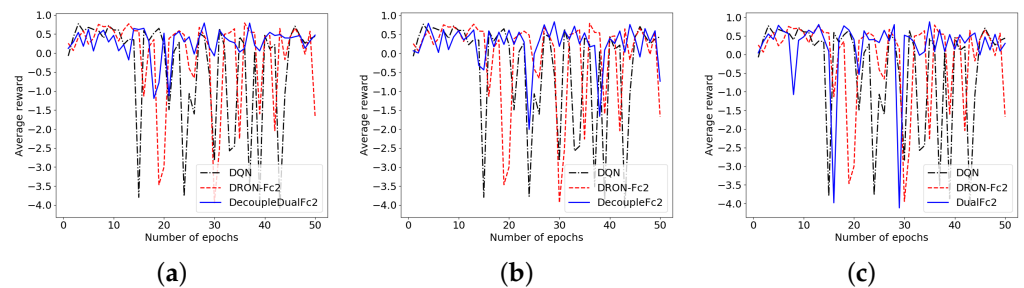 1.0
0.5
0.0
−0.5
−1.0
−1.5
−2.0
−2.5
−3.0
−3.5
−4.0
Average reward
0 10 20 30 40 50
Number of epochs
DQN
DRON-Fc2
DecoupleDualFc2
(a)
1.0
0.5
0.0
−0.5
−1.0
−1.5
−2.0
−2.5
−3.0
−3.5
−4.0
Average reward
0 10 20 30 40 50
Number of epochs
DQN
DRON-Fc2
DecoupleFc2
(b)
1.0
0.5
0.0
−0.5
−1.0
−1.5
−2.0
−2.5
−3.0
−3.5
−4.0
Average reward
0 10 20 30 40 50
Number of epochs
DQN
DRON-Fc2
DualFc2
(c)